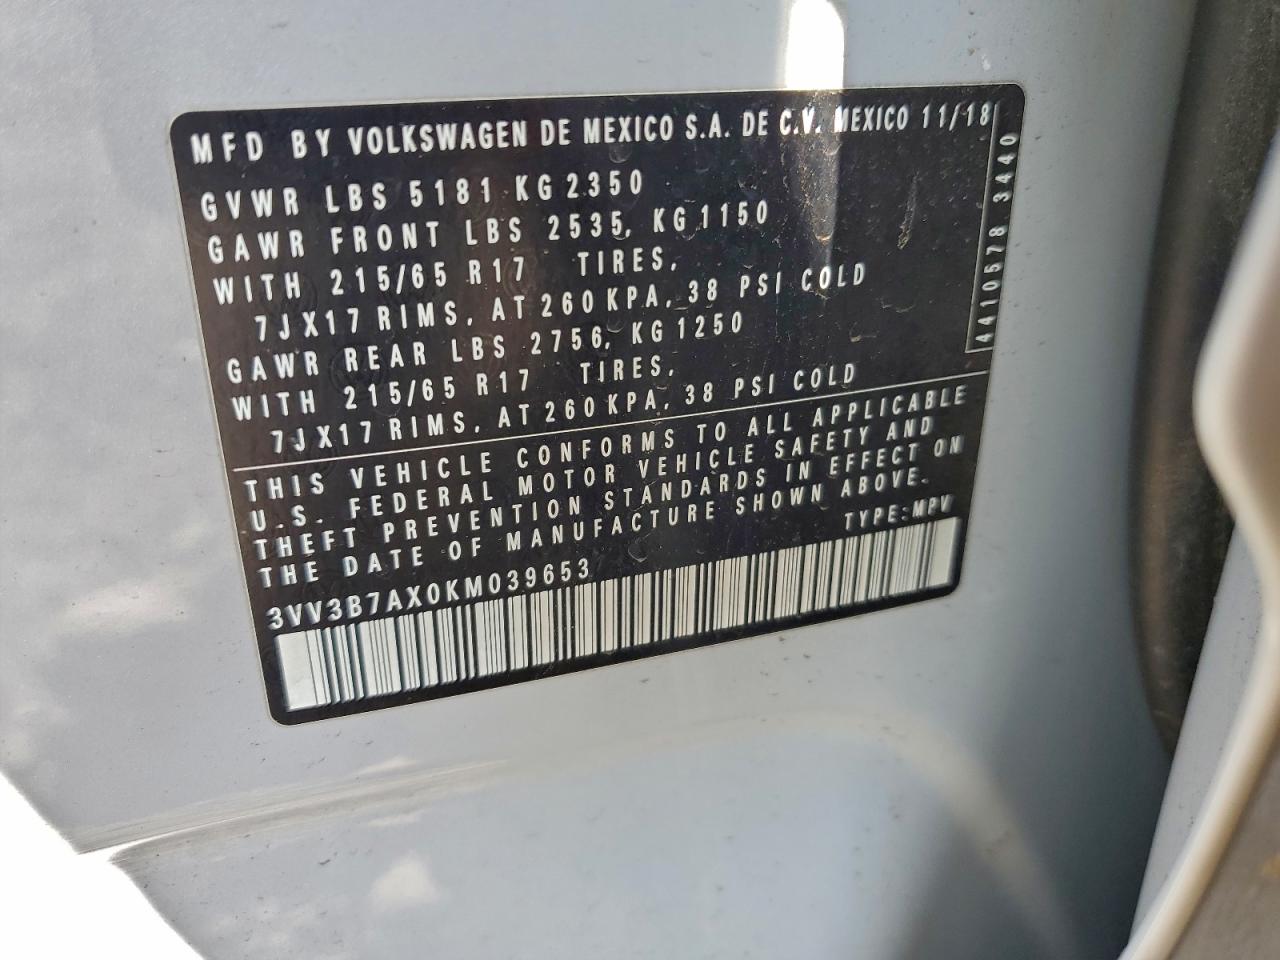 MFD BY VOLKSWAGEN DE MEXICO S.A. DE C.V. MEXICO 11/18
GVWR LBS 5181 KG 2350
GAWR FRONT LBS 2535, KG 1150
WITH 215/65 R17 TIRES,
7JX17 RIMS, AT 260 KPA, 38 PSI COLD
GAWR REAR LBS 2756, KG 1250
WITH 215/65 R17 TIRES,
7JX17 RIMS, AT 260 KPA, 38 PSI COLD
4410578 3440
THIS VEHICLE CONFORMS TO ALL APPLICABLE
U.S. FEDERAL MOTOR VEHICLE SAFETY AND
THEFT PREVENTION STANDARDS IN EFFECT ON
THE DATE OF MANUFACTURE SHOWN ABOVE.
3VV3B7AX0KM039653 TYPE:MPV